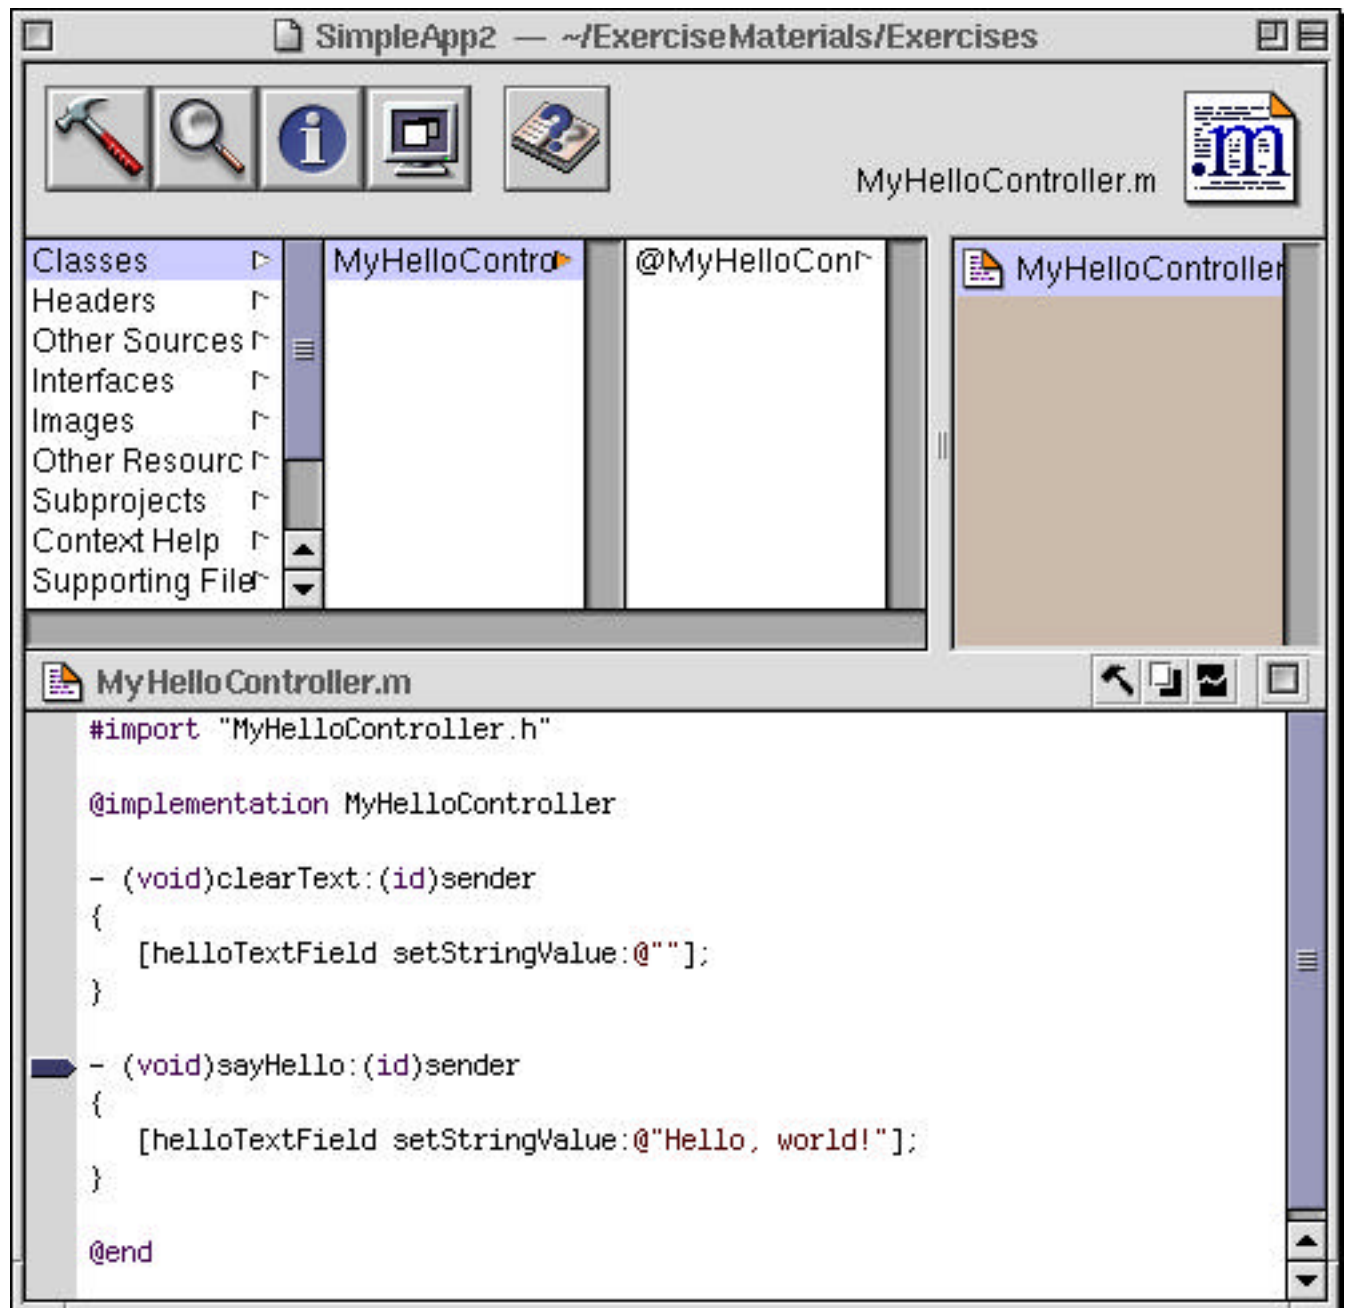 SimpleApp2 — ~/ExerciseMaterials/Exercises
MyHelloController.m
.m
Classes
Headers
Other Sources
Interfaces
Images
Other Resourc
Subprojects
Context Help
Supporting File
MyHelloContro
@MyHelloCont
MyHelloController
MyHelloController.m
#import "MyHelloController.h"
@implementation MyHelloController
- (void)clearText:(id)sender
{
[helloTextField setStringValue:@""];
}
- (void)sayHello:(id)sender
{
[helloTextField setStringValue:@"Hello, world!"];
}
@end